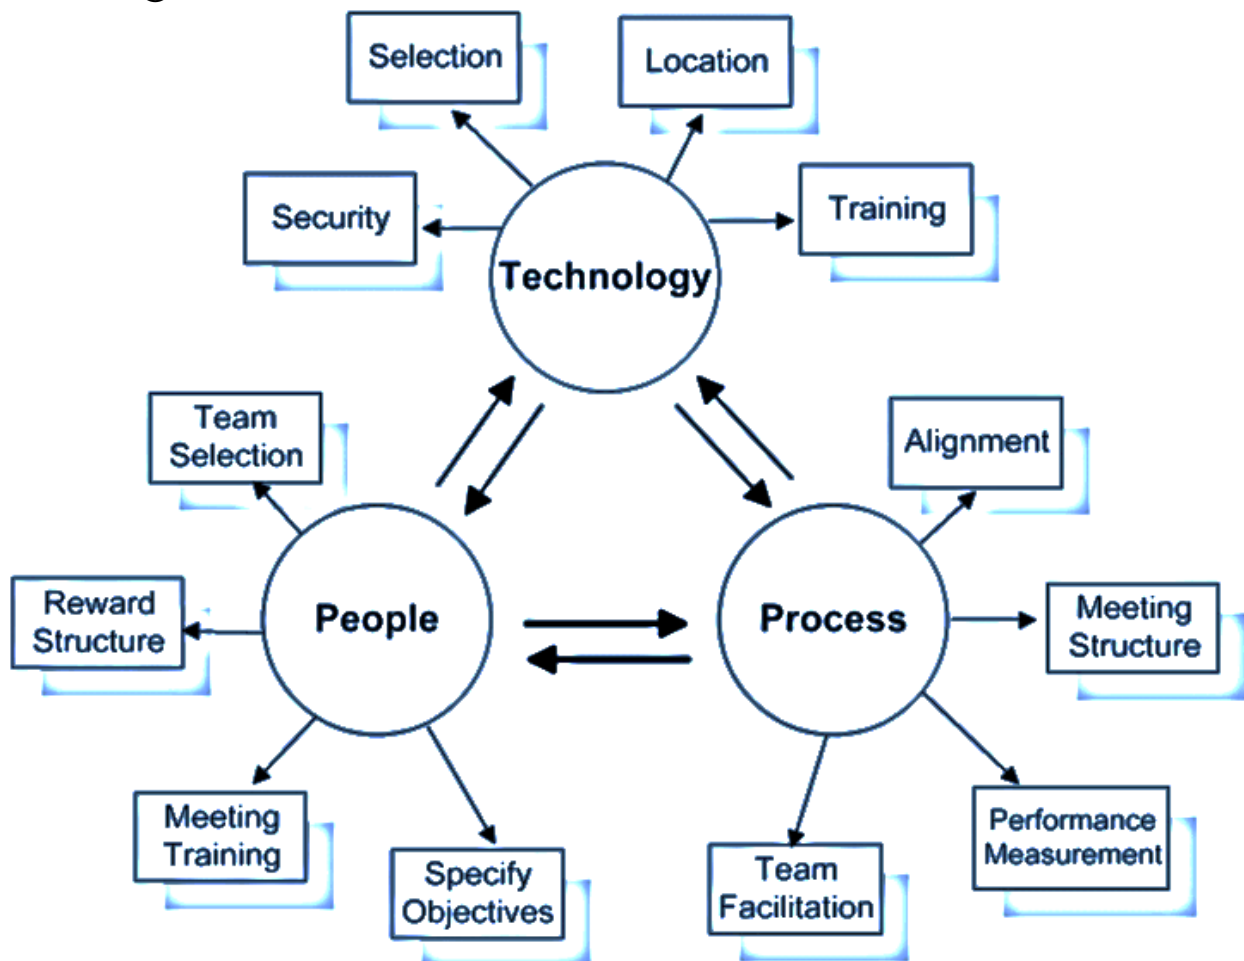 Selection
Location
Security
Training
Technology
Team
Selection
Alignment
Reward
Structure
People
Process
Meeting
Structure
Meeting
Training
Specify
Objectives
Team
Facilitation
Performance
Measurement